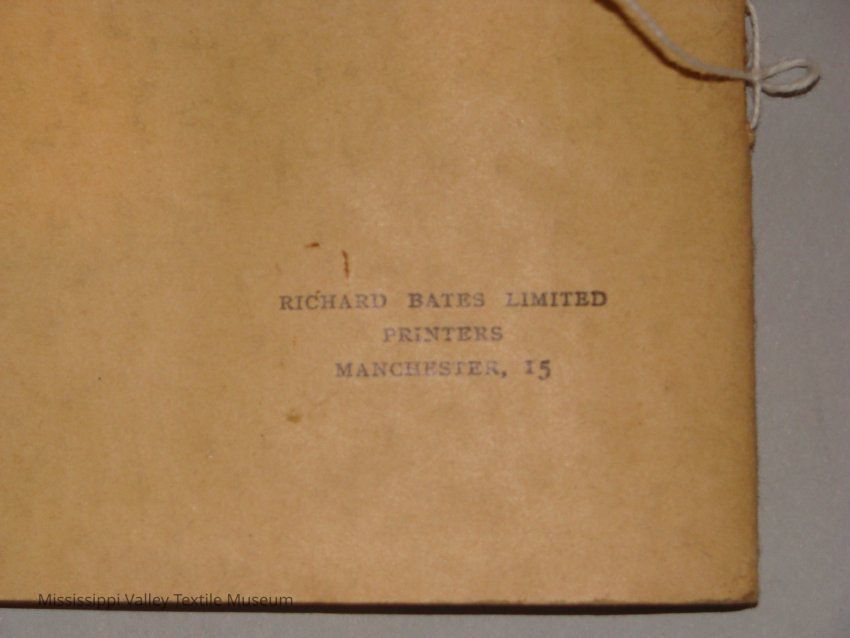 RICHARD BATES LIMITED
PRINTERS
MANCHESTER, 15
Mississippi Valley Textile Museum